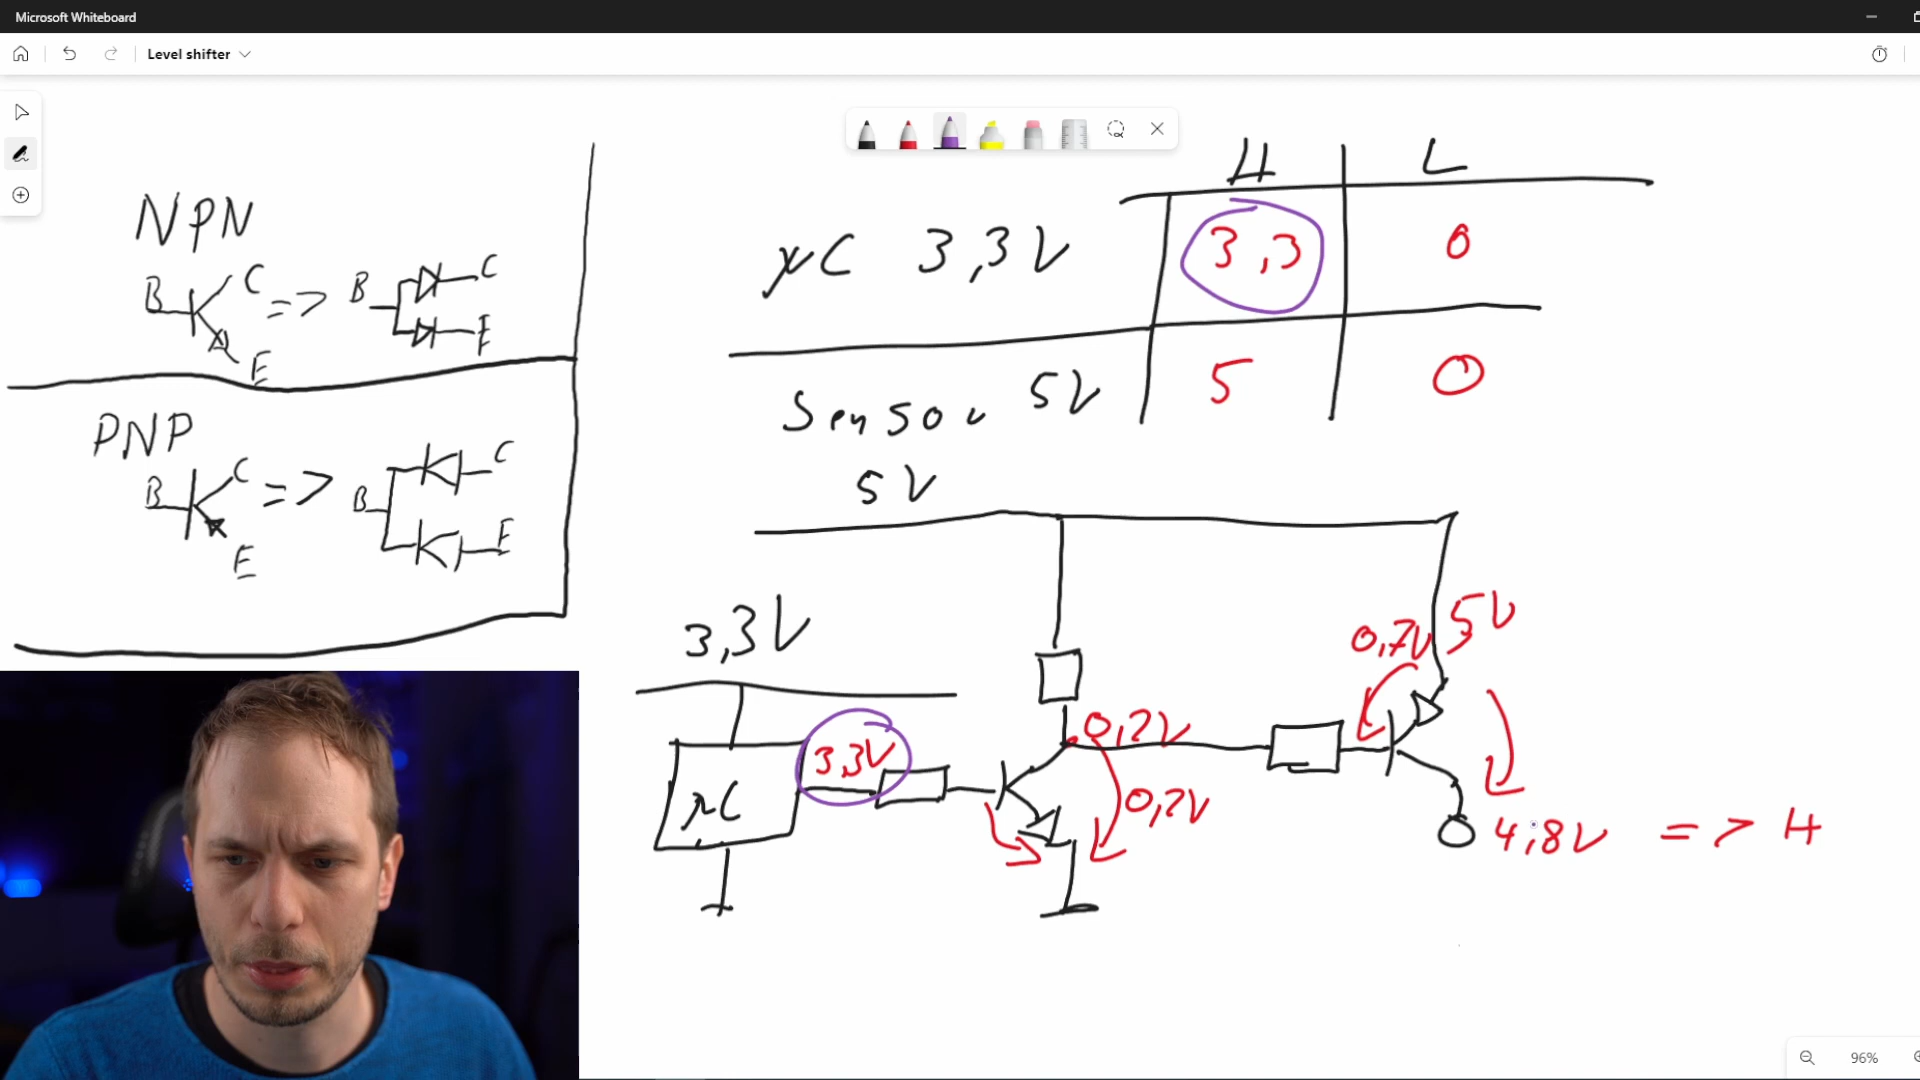 Microsoft Whiteboard
Level shifter
H L
NPN
B C E => B C E
µC 3,3V 3,3 0
Sensor 5V 5 0
PNP
B C E => B C E
5V
3,3V
0,7V 5V
µC 3,3V 0,2V
0,2V
4,8V => H
96%